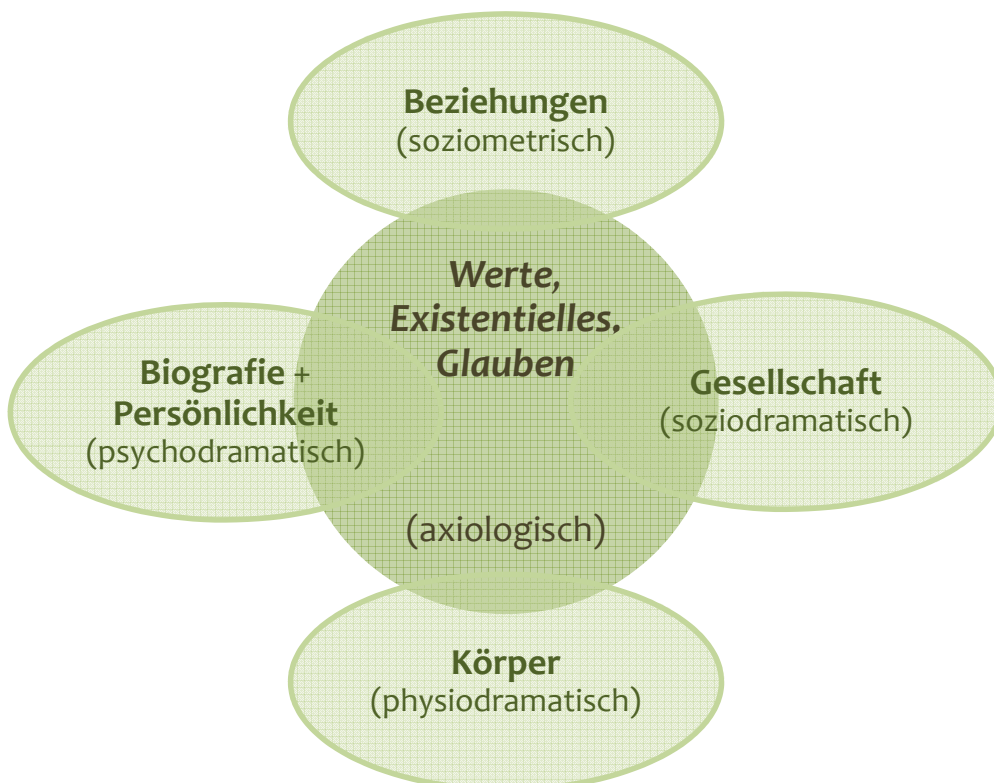 Beziehungen
(soziometrisch)
Werte,
Existentielles,
Glauben
Biografie +
Persönlichkeit
(psychodramatisch)
Gesellschaft
(soziodramatisch)
(axiologisch)
Körper
(physiodramatisch)